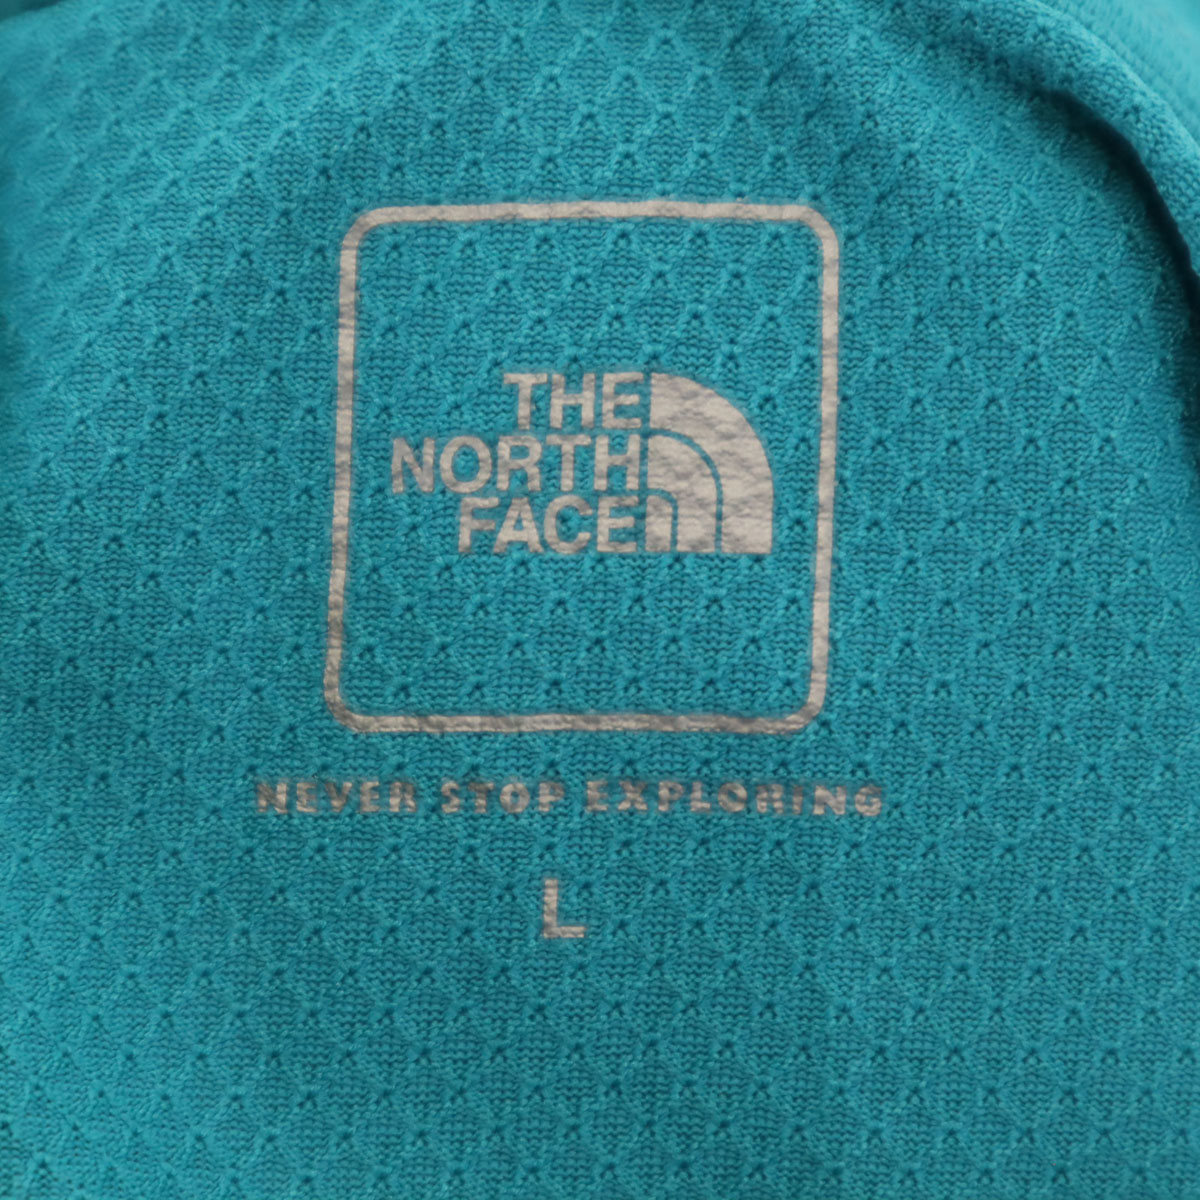 THE
NORTH
FACE
NEVER STOP EXPLORING
L